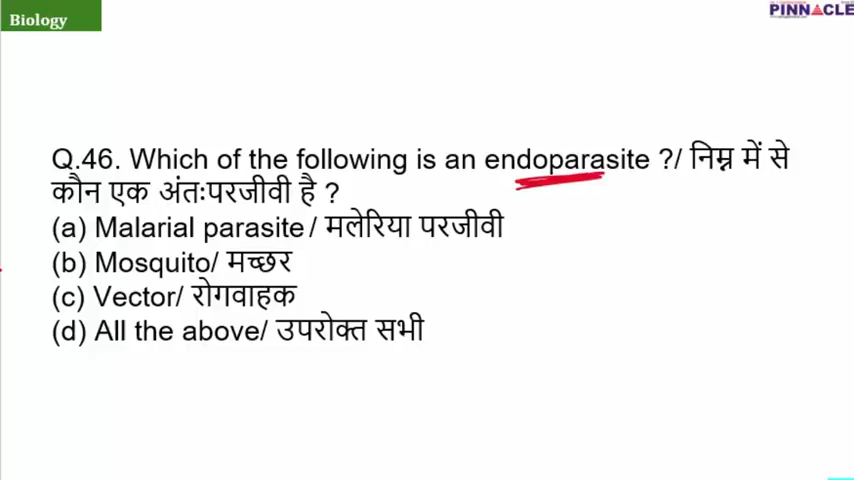 Biology
PINNACLE
Q.46. Which of the following is an endoparasite ?/ निम्न में से
कौन एक अंतःपरजीवी है ?
(a) Malarial parasite/ मलेरिया परजीवी
(b) Mosquito/ मच्छर
(c) Vector/ रोगवाहक
(d) All the above/ उपरोक्त सभी